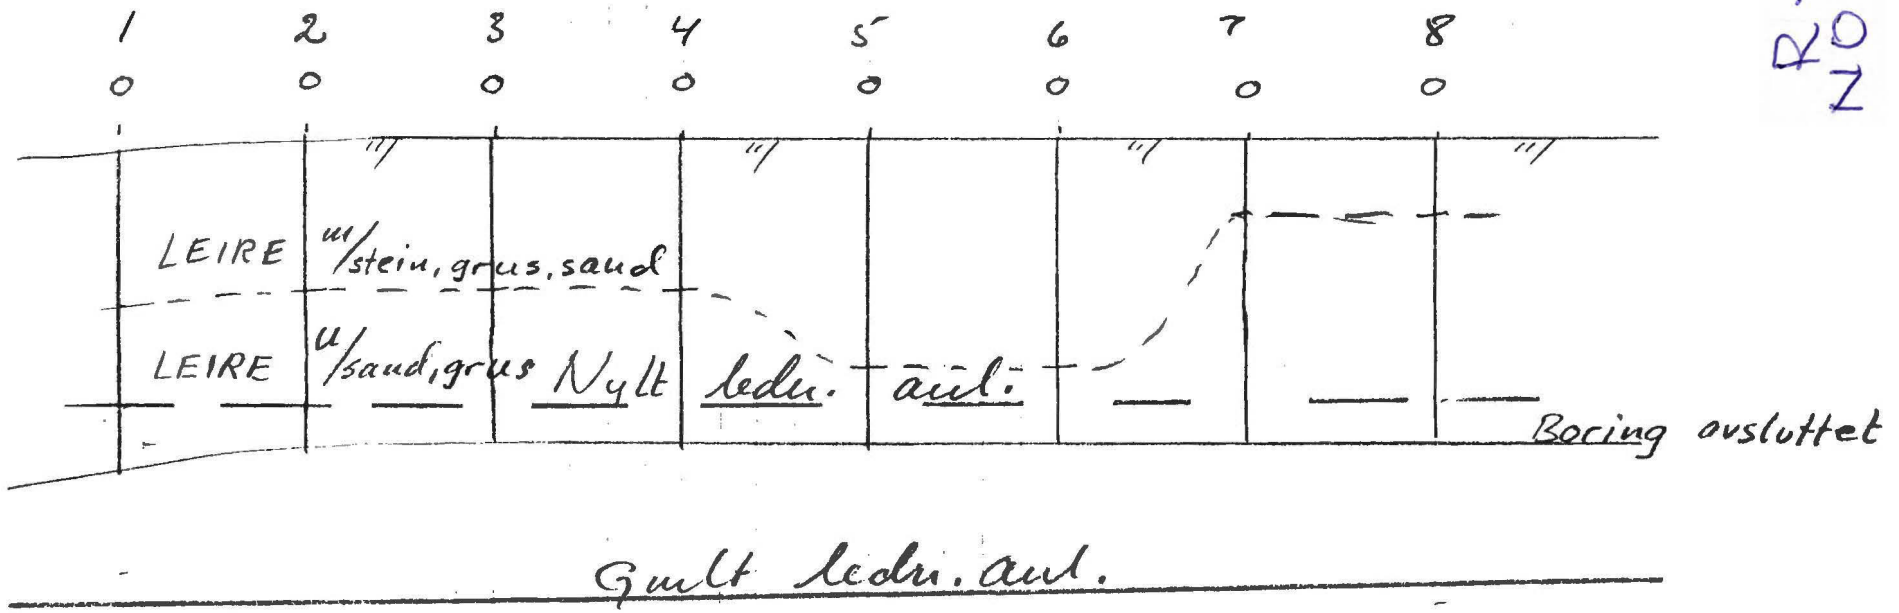 1 2 3 4 5 6 7 8
LEIRE m/stein, grus, sand
LEIRE u/sand, grus
Nytt ledn. anl.
Boring avsluttet
Gmlt ledn. anl.
R
NO